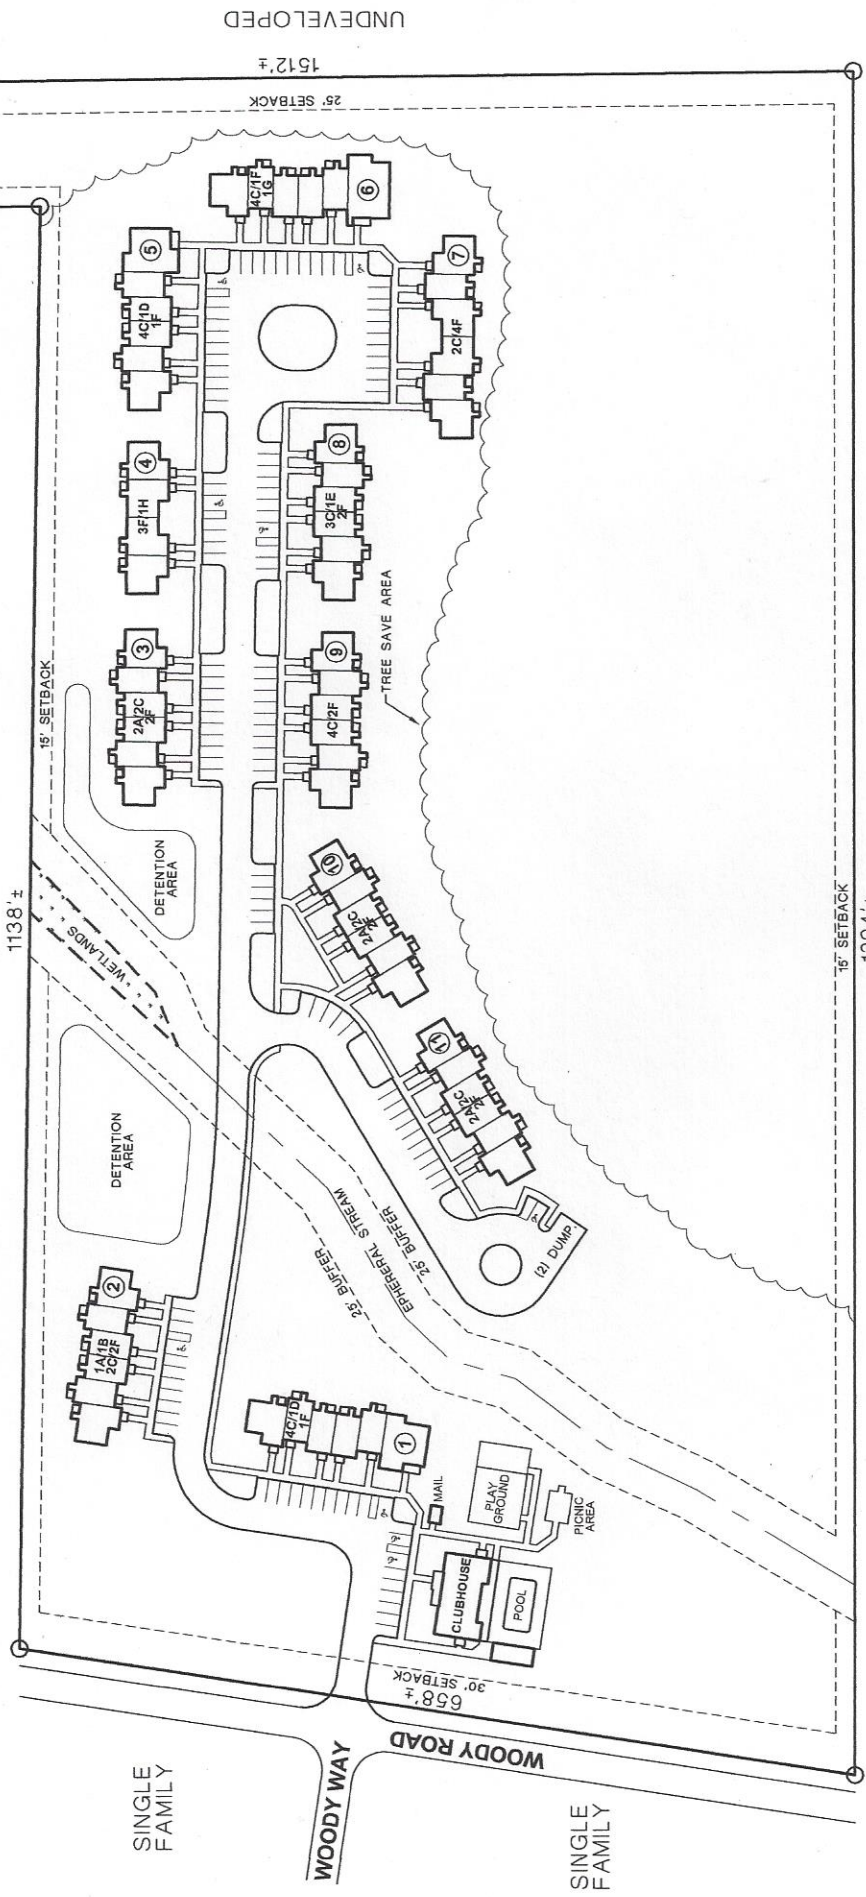 UNDEVELOPED
1512'±
25' SETBACK
4C/1F
1G
6
5
4C/1D
1F
7
2C/4F
4
3F/1H
8
3C/1E
2F
TREE SAVE AREA
3
2A/2C
2F
9
4C/2F
15' SETBACK
1138'±
DETENTION
AREA
WETLANDS
10
2A/2C
2F
15' SETBACK
11
2A/2C
2F
DETENTION
AREA
25' BUFFER
EPHERERAL STREAM
25' BUFFER
(2) DUMP.
2
1A/1B
2C/2F
4C/1D
1F
1
MAIL
PLAY
GROUND
PICNIC
AREA
CLUBHOUSE
POOL
30' SETBACK
658'±
WOODY ROAD
WOODY WAY
SINGLE
FAMILY
SINGLE
FAMILY